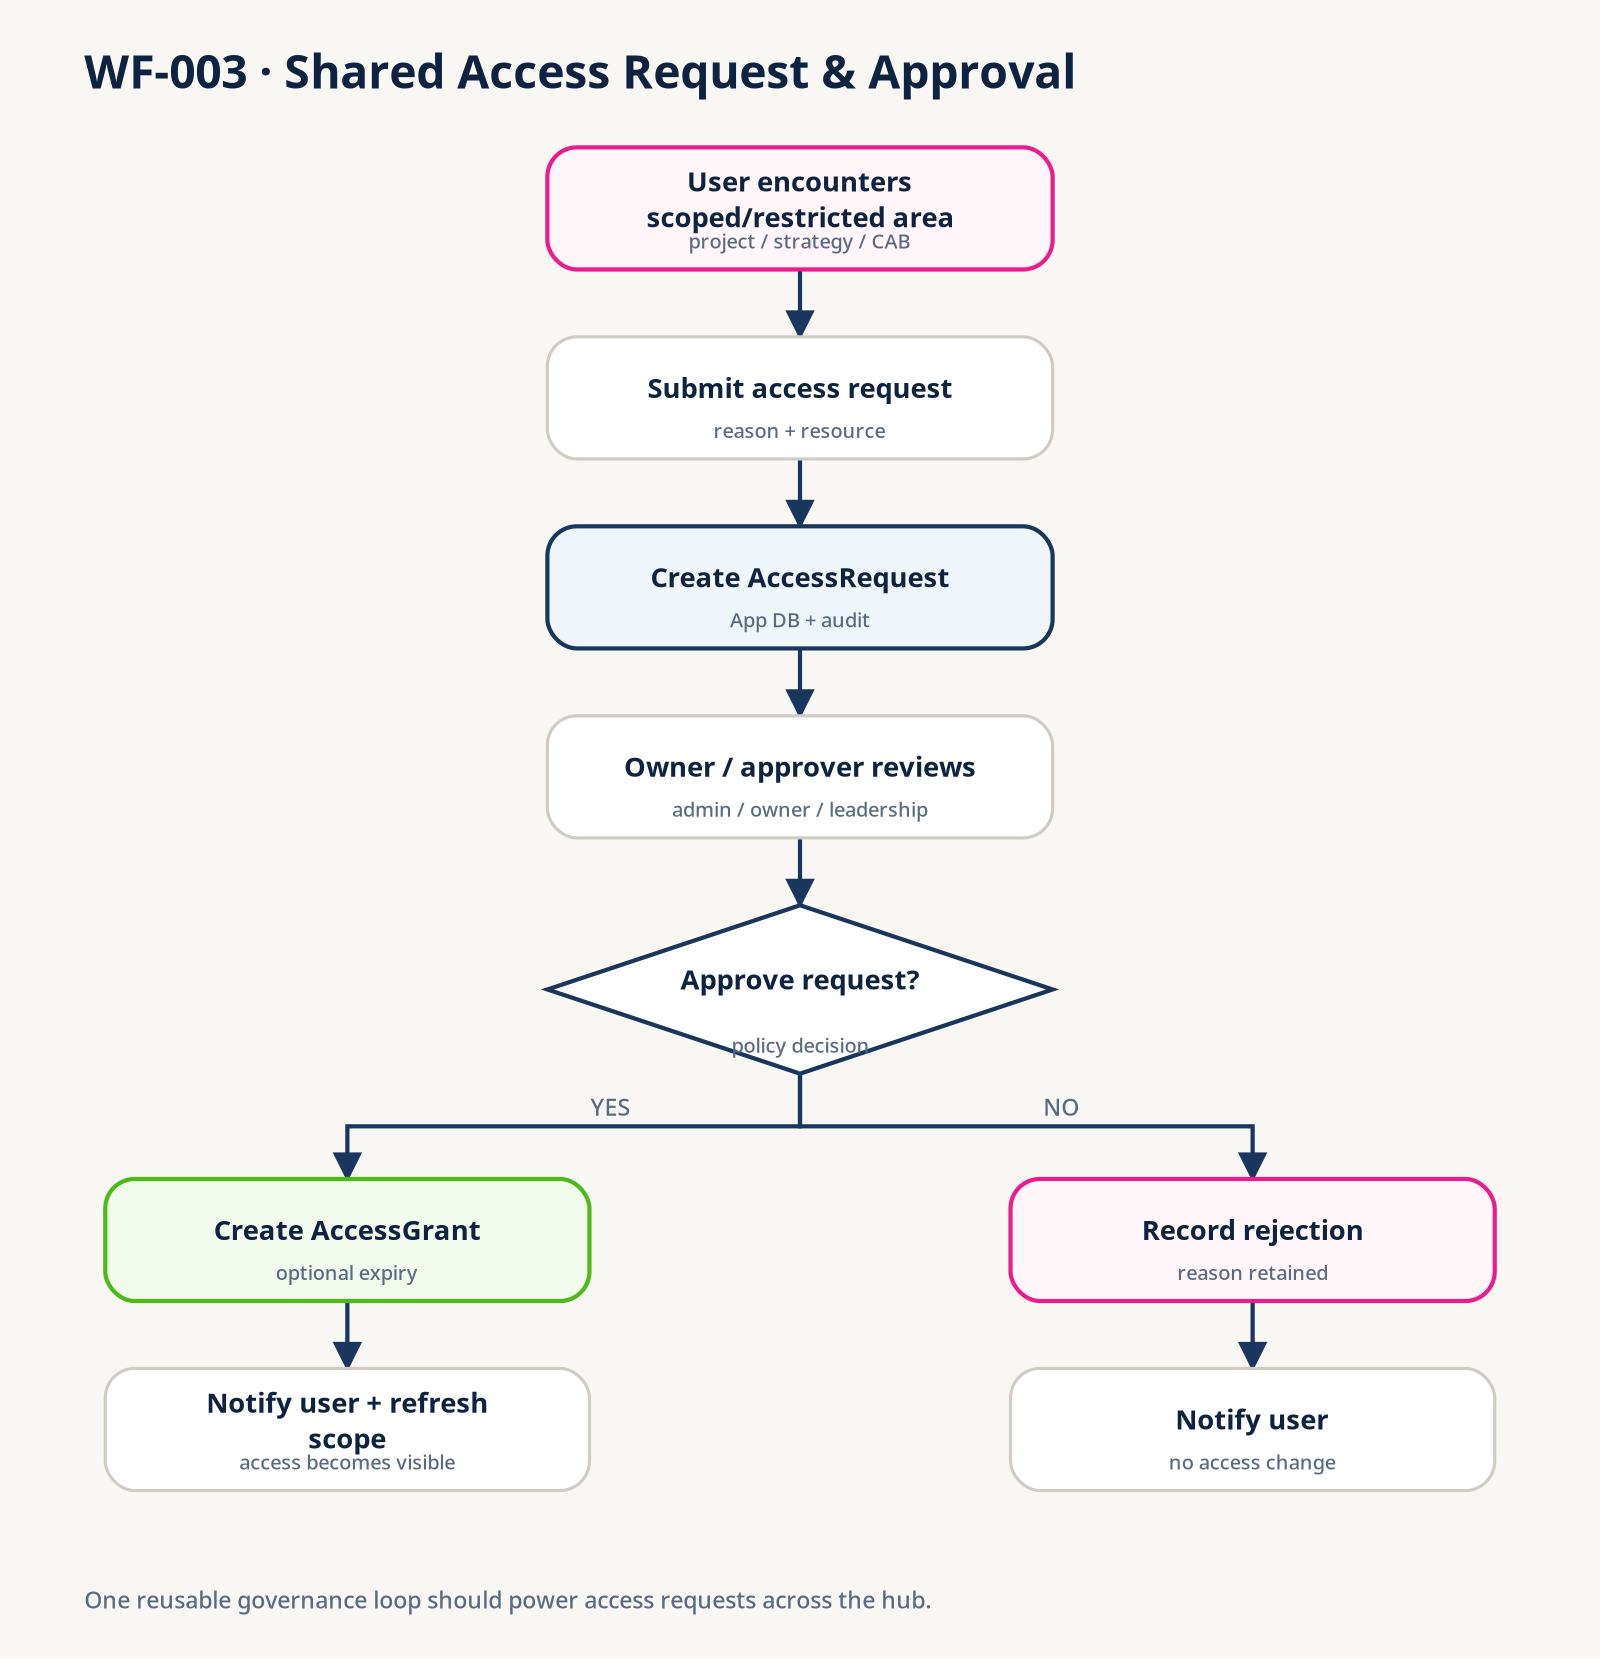 WF-003 · Shared Access Request & Approval
User encounters
scoped/restricted area
project / strategy / CAB
Submit access request
reason + resource
Create AccessRequest
App DB + audit
Owner / approver reviews
admin / owner / leadership
Approve request?
policy decision
YES
NO
Create AccessGrant
optional expiry
Record rejection
reason retained
Notify user + refresh
scope
access becomes visible
Notify user
no access change
One reusable governance loop should power access requests across the hub.